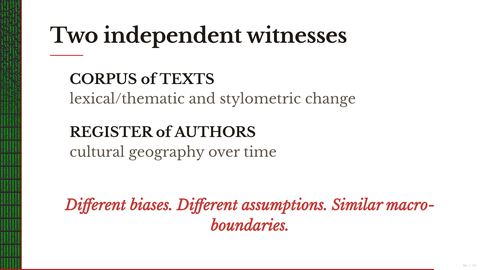 Two independent witnesses
CORPUS of TEXTS
lexical/thematic and stylometric change
REGISTER of AUTHORS
cultural geography over time
Different biases. Different assumptions. Similar macro-
boundaries.